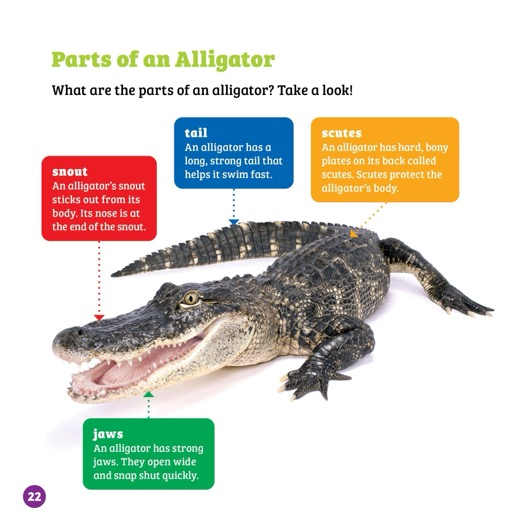 Parts of an Alligator
What are the parts of an alligator? Take a look!
snout
An alligator's snout
sticks out from its
body. Its nose is at
the end of the snout.
tail
An alligator has a
long, strong tail that
helps it swim fast.
scutes
An alligator has hard, bony
plates on its back called
scutes. Scutes protect the
alligator's body.
jaws
An alligator has strong
jaws. They open wide
and snap shut quickly.
22